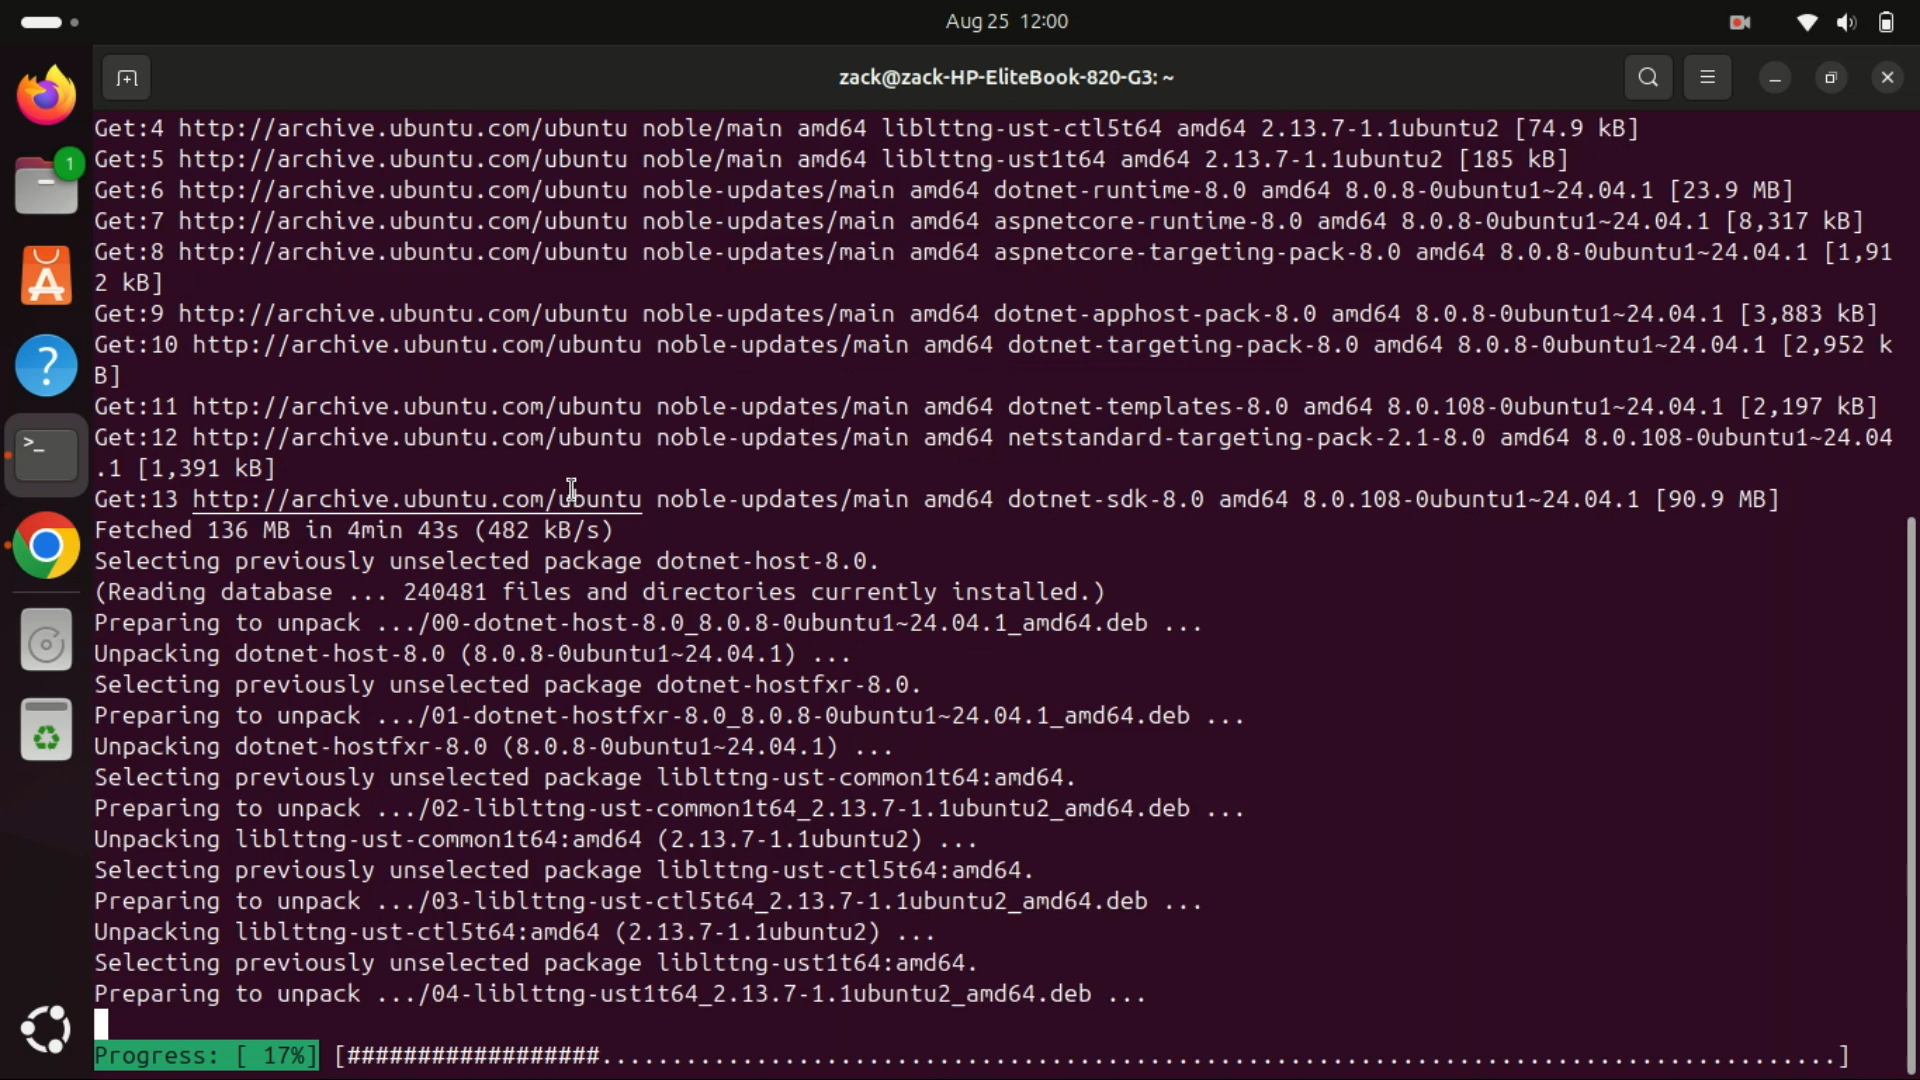 Aug 25 12:00
zack@zack-HP-EliteBook-820-G3: ~
1
Get:4 http://archive.ubuntu.com/ubuntu noble/main amd64 liblttng-ust-ctl5t64 amd64 2.13.7-1.1ubuntu2 [74.9 kB]
Get:5 http://archive.ubuntu.com/ubuntu noble/main amd64 liblttng-ust1t64 amd64 2.13.7-1.1ubuntu2 [185 kB]
Get:6 http://archive.ubuntu.com/ubuntu noble-updates/main amd64 dotnet-runtime-8.0 amd64 8.0.8-0ubuntu1~24.04.1 [23.9 MB]
Get:7 http://archive.ubuntu.com/ubuntu noble-updates/main amd64 aspnetcore-runtime-8.0 amd64 8.0.8-0ubuntu1~24.04.1 [8,317 kB]
Get:8 http://archive.ubuntu.com/ubuntu noble-updates/main amd64 aspnetcore-targeting-pack-8.0 amd64 8.0.8-0ubuntu1~24.04.1 [1,91
2 kB]
Get:9 http://archive.ubuntu.com/ubuntu noble-updates/main amd64 dotnet-apphost-pack-8.0 amd64 8.0.8-0ubuntu1~24.04.1 [3,883 kB]
Get:10 http://archive.ubuntu.com/ubuntu noble-updates/main amd64 dotnet-targeting-pack-8.0 amd64 8.0.8-0ubuntu1~24.04.1 [2,952 k
B]
Get:11 http://archive.ubuntu.com/ubuntu noble-updates/main amd64 dotnet-templates-8.0 amd64 8.0.108-0ubuntu1~24.04.1 [2,197 kB]
Get:12 http://archive.ubuntu.com/ubuntu noble-updates/main amd64 netstandard-targeting-pack-2.1-8.0 amd64 8.0.108-0ubuntu1~24.04
.1 [1,391 kB]
Get:13 http://archive.ubuntu.com/ubuntu noble-updates/main amd64 dotnet-sdk-8.0 amd64 8.0.108-0ubuntu1~24.04.1 [90.9 MB]
Fetched 136 MB in 4min 43s (482 kB/s)
Selecting previously unselected package dotnet-host-8.0.
(Reading database ... 240481 files and directories currently installed.)
Preparing to unpack .../00-dotnet-host-8.0_8.0.8-0ubuntu1~24.04.1_amd64.deb ...
Unpacking dotnet-host-8.0 (8.0.8-0ubuntu1~24.04.1) ...
Selecting previously unselected package dotnet-hostfxr-8.0.
Preparing to unpack .../01-dotnet-hostfxr-8.0_8.0.8-0ubuntu1~24.04.1_amd64.deb ...
Unpacking dotnet-hostfxr-8.0 (8.0.8-0ubuntu1~24.04.1) ...
Selecting previously unselected package liblttng-ust-common1t64:amd64.
Preparing to unpack .../02-liblttng-ust-common1t64_2.13.7-1.1ubuntu2_amd64.deb ...
Unpacking liblttng-ust-common1t64:amd64 (2.13.7-1.1ubuntu2) ...
Selecting previously unselected package liblttng-ust-ctl5t64:amd64.
Preparing to unpack .../03-liblttng-ust-ctl5t64_2.13.7-1.1ubuntu2_amd64.deb ...
Unpacking liblttng-ust-ctl5t64:amd64 (2.13.7-1.1ubuntu2) ...
Selecting previously unselected package liblttng-ust1t64:amd64.
Preparing to unpack .../04-liblttng-ust1t64_2.13.7-1.1ubuntu2_amd64.deb ...
Progress: [ 17%] [##################........................................................................................]